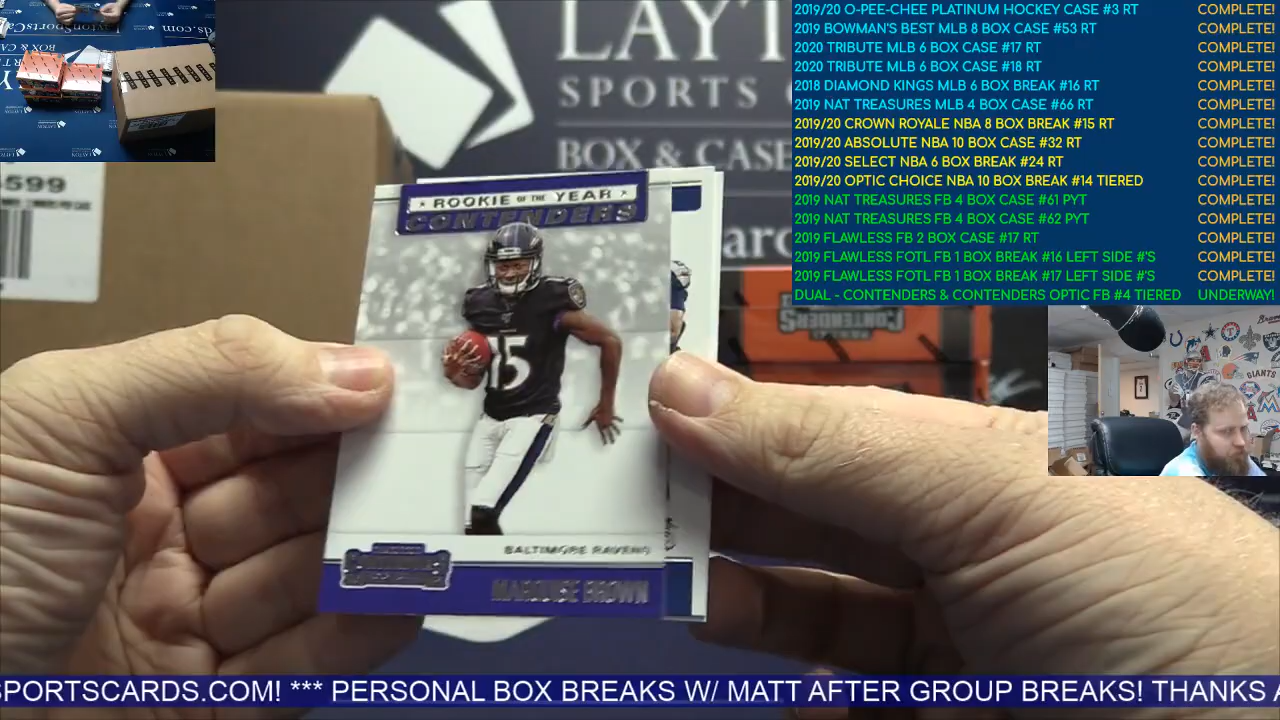 2019/20 O-PEE-CHEE PLATINUM HOCKEY CASE #3 RT COMPLETE!
2019 BOWMAN'S BEST MLB 8 BOX CASE #53 RT COMPLETE!
2020 TRIBUTE MLB 6 BOX CASE #17 RT COMPLETE!
2020 TRIBUTE MLB 6 BOX CASE #18 RT COMPLETE!
2018 DIAMOND KINGS MLB 6 BOX BREAK #16 RT COMPLETE!
2019 NAT TREASURES MLB 4 BOX CASE #66 RT COMPLETE!
2019/20 CROWN ROYALE NBA 8 BOX BREAK #15 RT COMPLETE!
2019/20 ABSOLUTE NBA 10 BOX CASE #32 RT COMPLETE!
2019/20 SELECT NBA 6 BOX BREAK #24 RT COMPLETE!
2019/20 OPTIC CHOICE NBA 10 BOX BREAK #14 TIERED COMPLETE!
2019 NAT TREASURES FB 4 BOX CASE #61 PYT COMPLETE!
2019 NAT TREASURES FB 4 BOX CASE #62 PYT COMPLETE!
2019 FLAWLESS FB 2 BOX CASE #17 RT COMPLETE!
2019 FLAWLESS FOTL FB 1 BOX BREAK #16 LEFT SIDE #'S COMPLETE!
2019 FLAWLESS FOTL FB 1 BOX BREAK #17 LEFT SIDE #'S COMPLETE!
DUAL - CONTENDERS & CONTENDERS OPTIC FB #4 TIERED UNDERWAY!
LAYT
SPORTS
BOX & CASE
599
ROOKIE OF THE YEAR
CONTENDERS
15
BALTIMORE RAVENS
MARQUISE BROWN
CONTENDERS
GIANTS
SPORTSCARDS.COM! *** PERSONAL BOX BREAKS W/ MATT AFTER GROUP BREAKS! THANKS